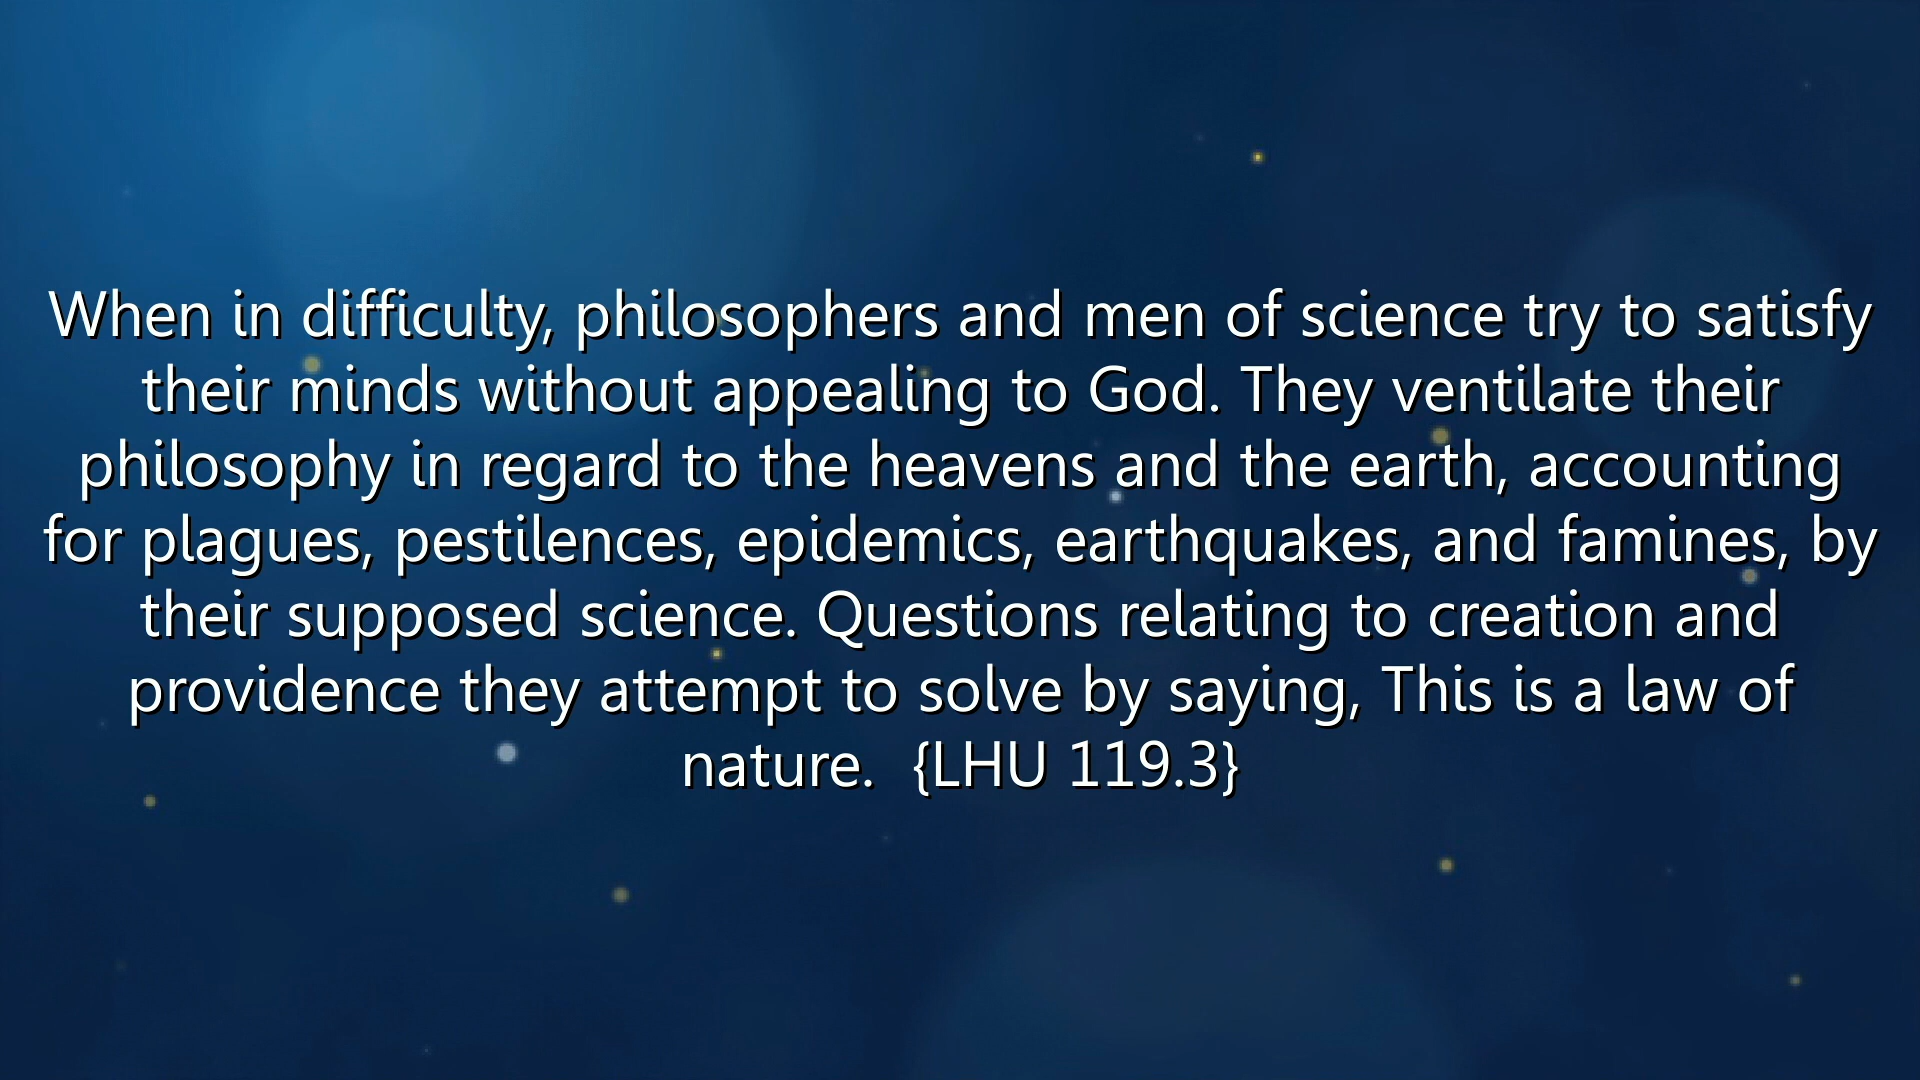 When in difficulty, philosophers and men of science try to satisfy
their minds without appealing to God. They ventilate their
philosophy in regard to the heavens and the earth, accounting
for plagues, pestilences, epidemics, earthquakes, and famines, by
their supposed science. Questions relating to creation and
providence they attempt to solve by saying, This is a law of
nature.  {LHU 119.3}